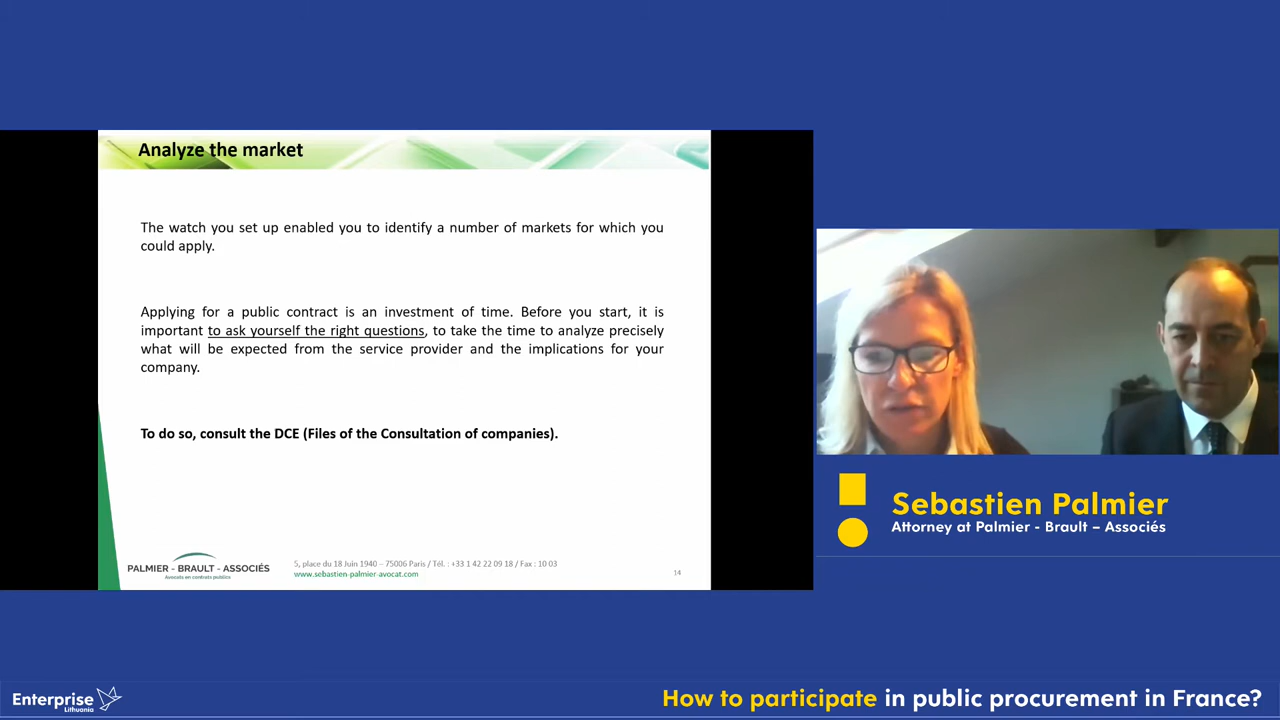 Analyze the market
The watch you set up enabled you to identify a number of markets for which you
could apply.
Applying for a public contract is an investment of time. Before you start, it is
important to ask yourself the right questions, to take the time to analyze precisely
what will be expected from the service provider and the implications for your
company.
To do so, consult the DCE (Files of the Consultation of companies).
PALMIER - BRAULT - ASSOCIÉS
Avocats en contrats publics
5, place du 18 Juin 1940 – 75006 Paris / Tél. : +33 1 42 22 09 18 / Fax : 10 03
www.sebastien-palmier-avocat.com
14
Sebastien Palmier
Attorney at Palmier - Brault – Associés
Enterprise
Lithuania
How to participate in public procurement in France?